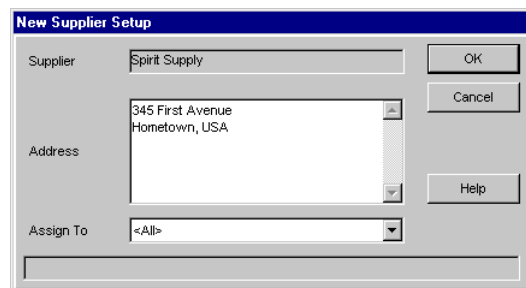 New Supplier Setup
Supplier
Spirit Supply
OK
Cancel
Address
345 First Avenue
Hometown, USA
Help
Assign To
<All>